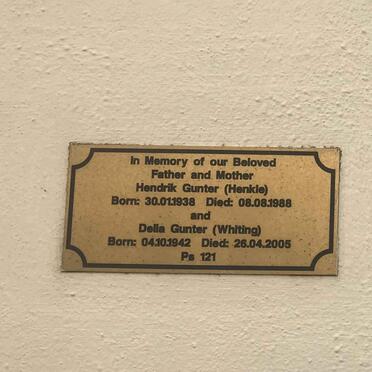 In Memory of our Beloved
Father and Mother
Hendrik Gunter (Henkie)
Born: 30.01.1938 Died: 08.08.1988
and
Delia Gunter (Whiting)
Born: 04.10.1942 Died: 26.04.2005
Ps 121